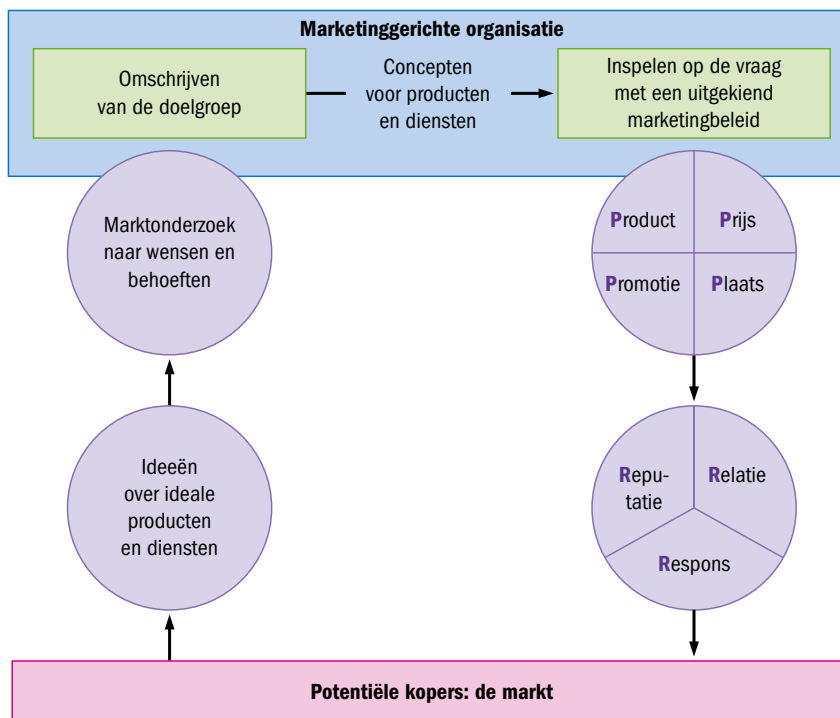 Marketinggerichte organisatie
Omschrijven
van de doelgroep
Concepten
voor producten
en diensten
Inspelen op de vraag
met een uitgekiend
marketingbeleid
Marktonderzoek
naar wensen en
behoeften
Product
Prijs
Promotie
Plaats
Ideeën
over ideale
producten
en diensten
Repu-
tatie
Relatie
Respons
Potentiële kopers: de markt